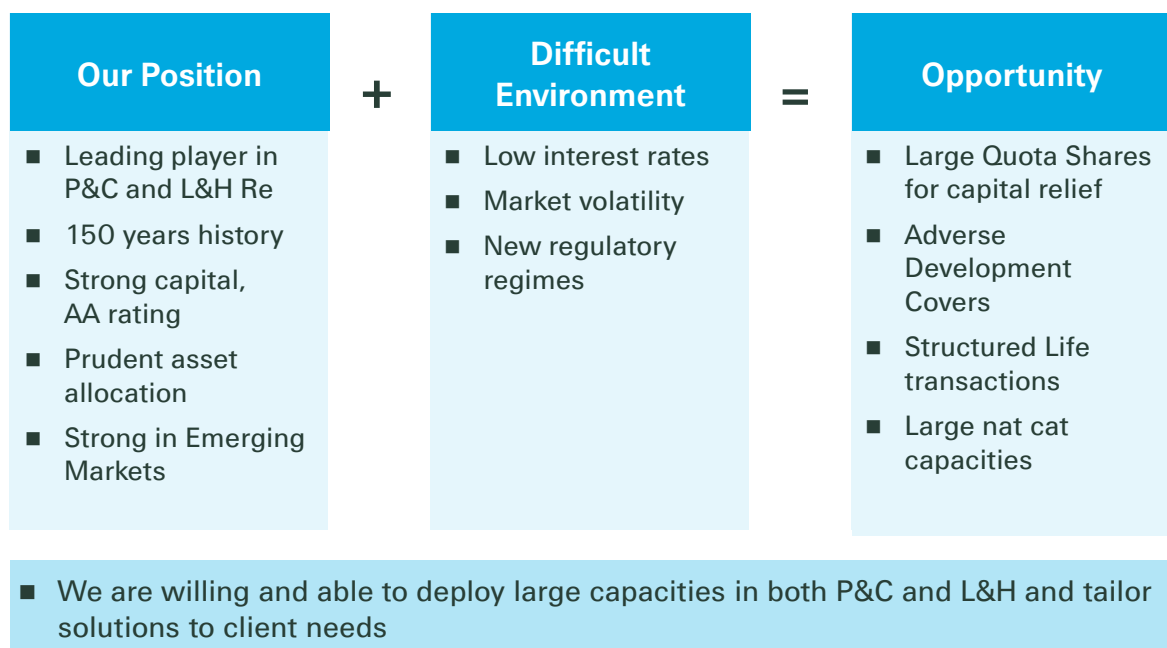 Our Position
+
Difficult
Environment
=
Opportunity
■ Leading player in
P&C and L&H Re
■ 150 years history
■ Strong capital,
AA rating
■ Prudent asset
allocation
■ Strong in Emerging
Markets
■ Low interest rates
■ Market volatility
■ New regulatory
regimes
■ Large Quota Shares
for capital relief
■ Adverse
Development
Covers
■ Structured Life
transactions
■ Large nat cat
capacities
■ We are willing and able to deploy large capacities in both P&C and L&H and tailor
solutions to client needs